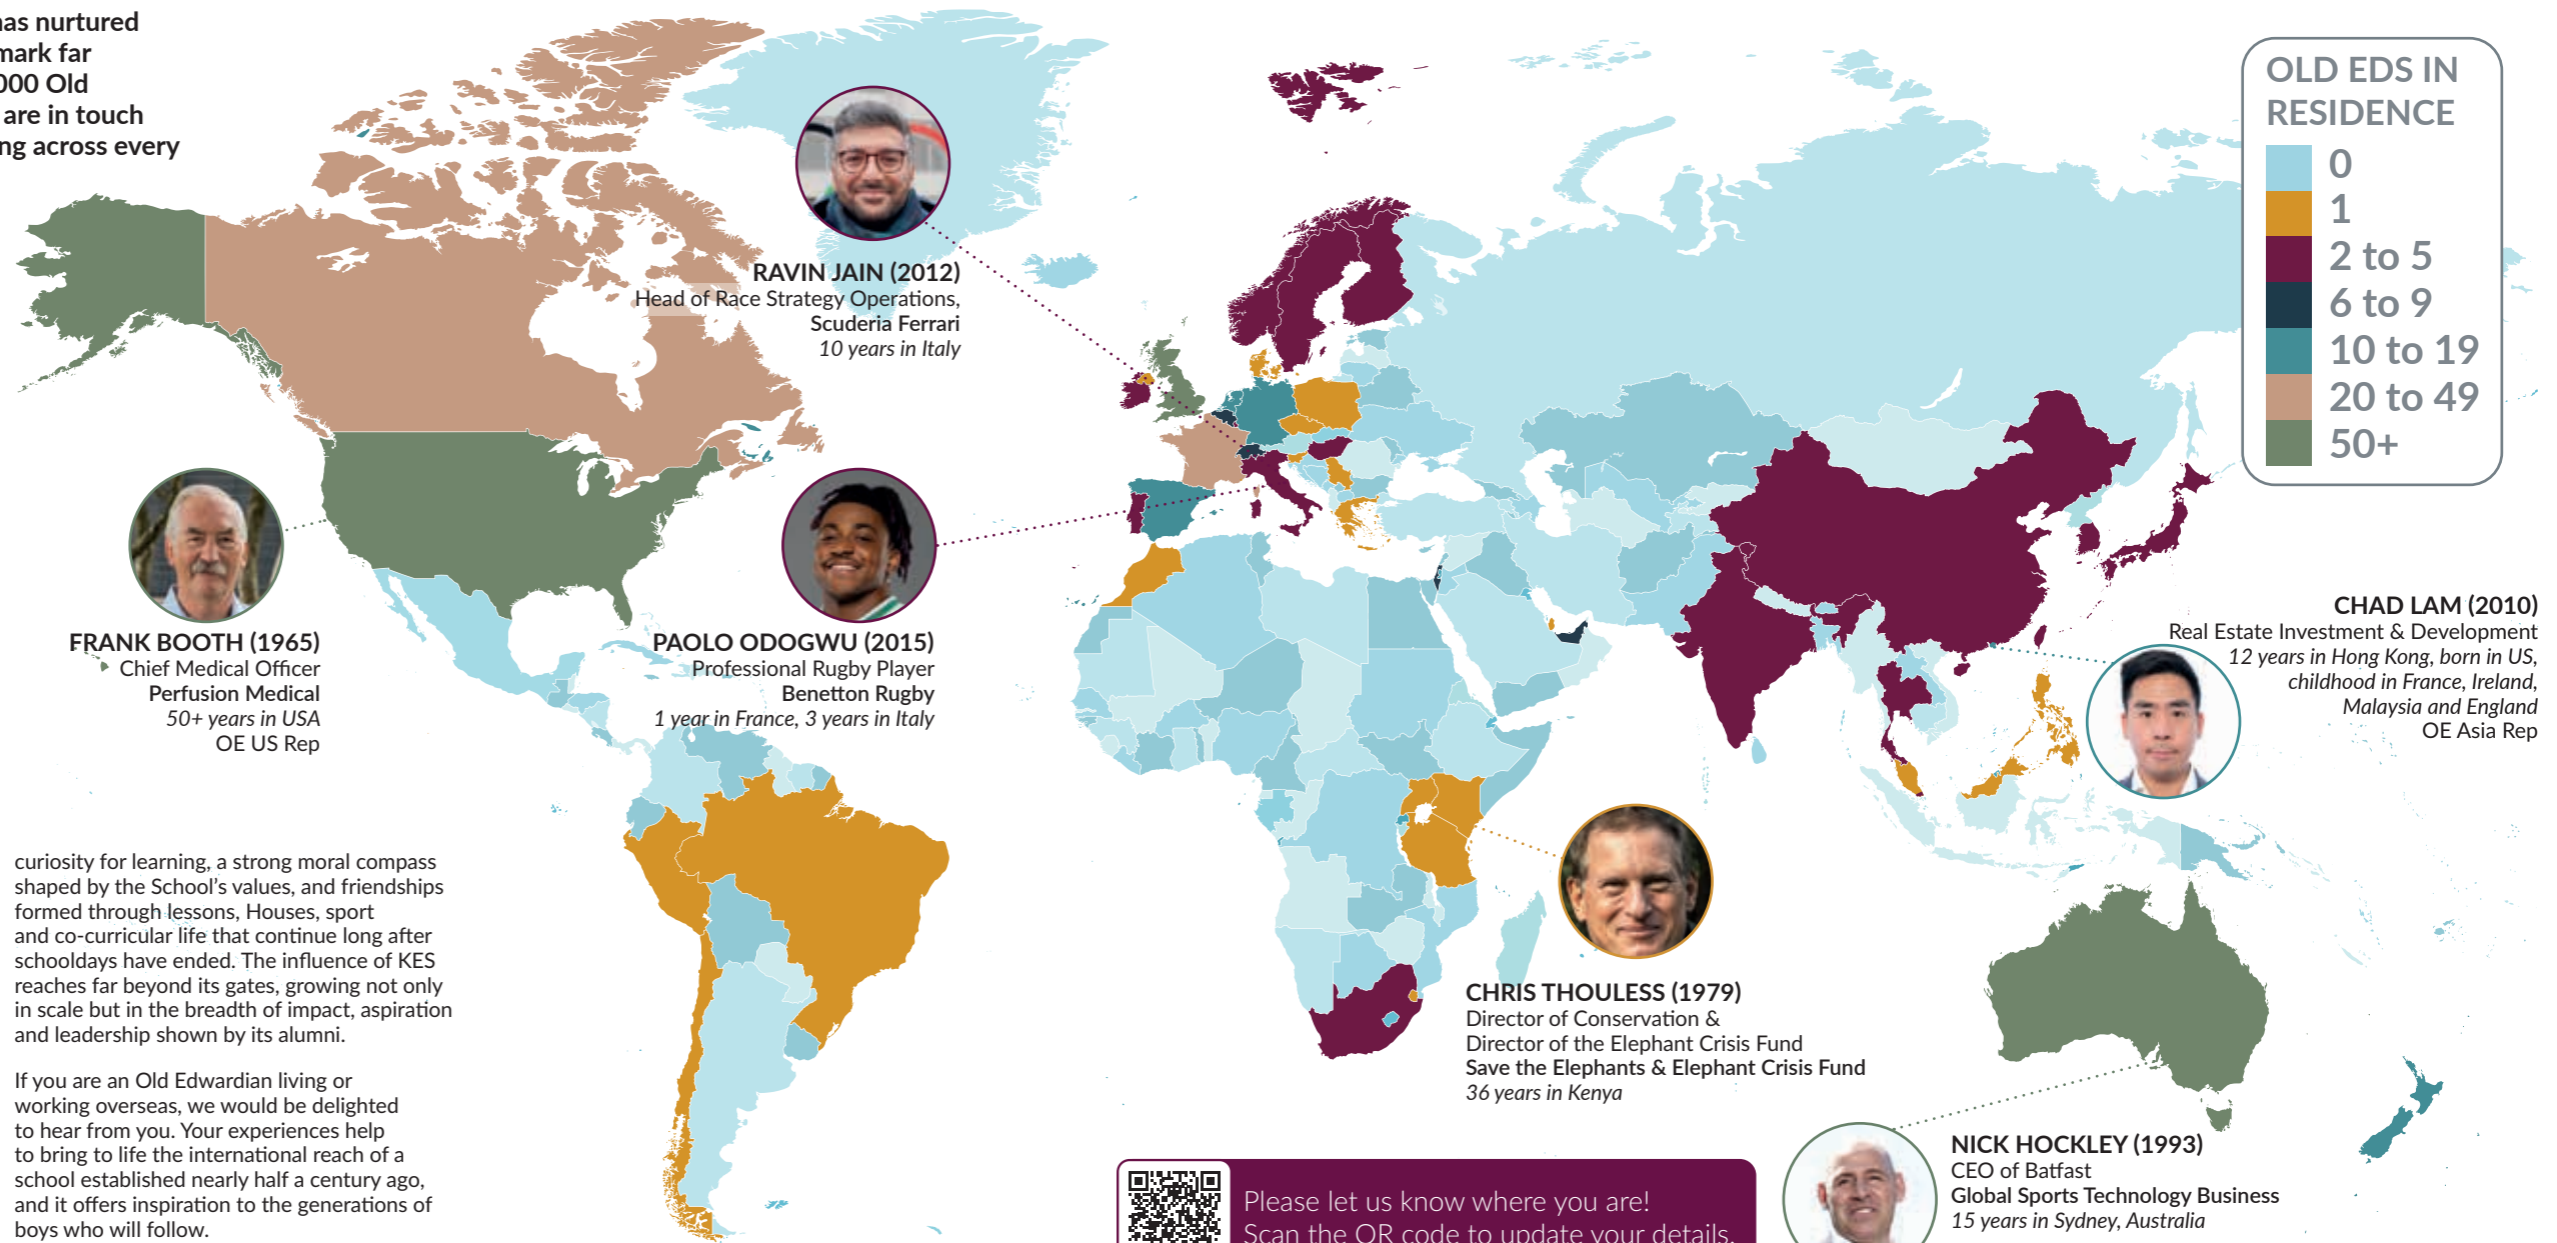 has nurtured
mark far
000 Old
are in touch
ng across every
OLD EDS IN
RESIDENCE
0
1
2 to 5
6 to 9
10 to 19
20 to 49
50+
RAVIN JAIN (2012)
Head of Race Strategy Operations,
Scuderia Ferrari
10 years in Italy
FRANK BOOTH (1965)
Chief Medical Officer
Perfusion Medical
50+ years in USA
OE US Rep
PAOLO ODOGWU (2015)
Professional Rugby Player
Benetton Rugby
1 year in France, 3 years in Italy
CHAD LAM (2010)
Real Estate Investment & Development
12 years in Hong Kong, born in US,
childhood in France, Ireland,
Malaysia and England
OE Asia Rep
curiosity for learning, a strong moral compass
shaped by the School's values, and friendships
formed through lessons, Houses, sport
and co-curricular life that continue long after
schooldays have ended. The influence of KES
reaches far beyond its gates, growing not only
in scale but in the breadth of impact, aspiration
and leadership shown by its alumni.
If you are an Old Edwardian living or
working overseas, we would be delighted
to hear from you. Your experiences help
to bring to life the international reach of a
school established nearly half a century ago,
and it offers inspiration to the generations of
boys who will follow.
CHRIS THOULESS (1979)
Director of Conservation &
Director of the Elephant Crisis Fund
Save the Elephants & Elephant Crisis Fund
36 years in Kenya
NICK HOCKLEY (1993)
CEO of Batfast
Global Sports Technology Business
15 years in Sydney, Australia
Please let us know where you are!
Scan the QR code to update your details.